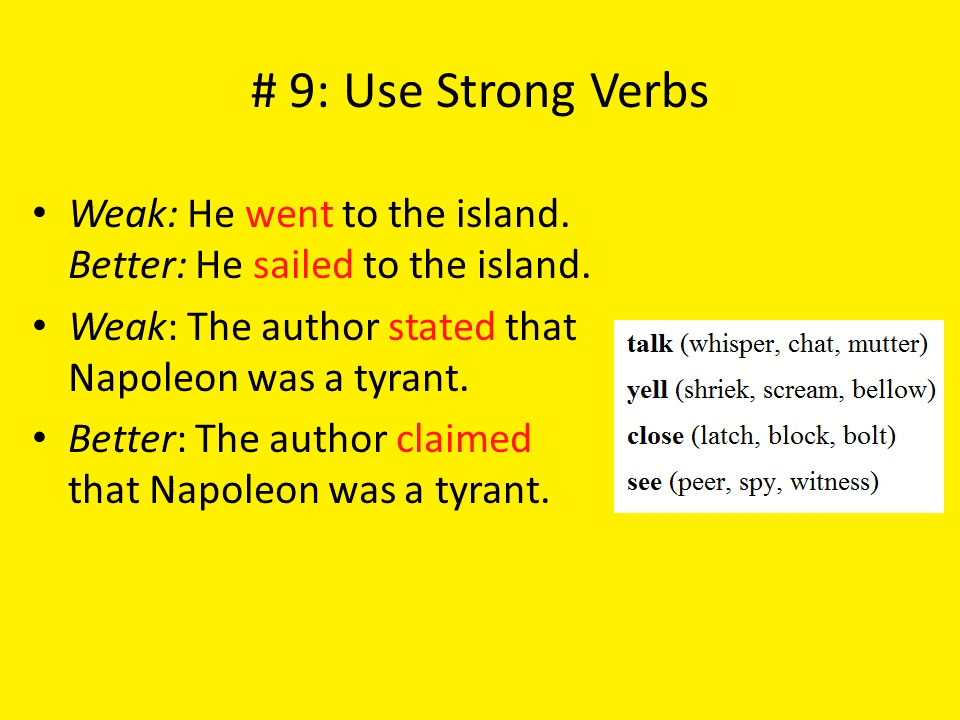 # 9: Use Strong Verbs
• Weak: He went to the island.
Better: He sailed to the island.
• Weak: The author stated that
Napoleon was a tyrant.
• Better: The author claimed
that Napoleon was a tyrant.
talk (whisper, chat, mutter)
yell (shriek, scream, bellow)
close (latch, block, bolt)
see (peer, spy, witness)